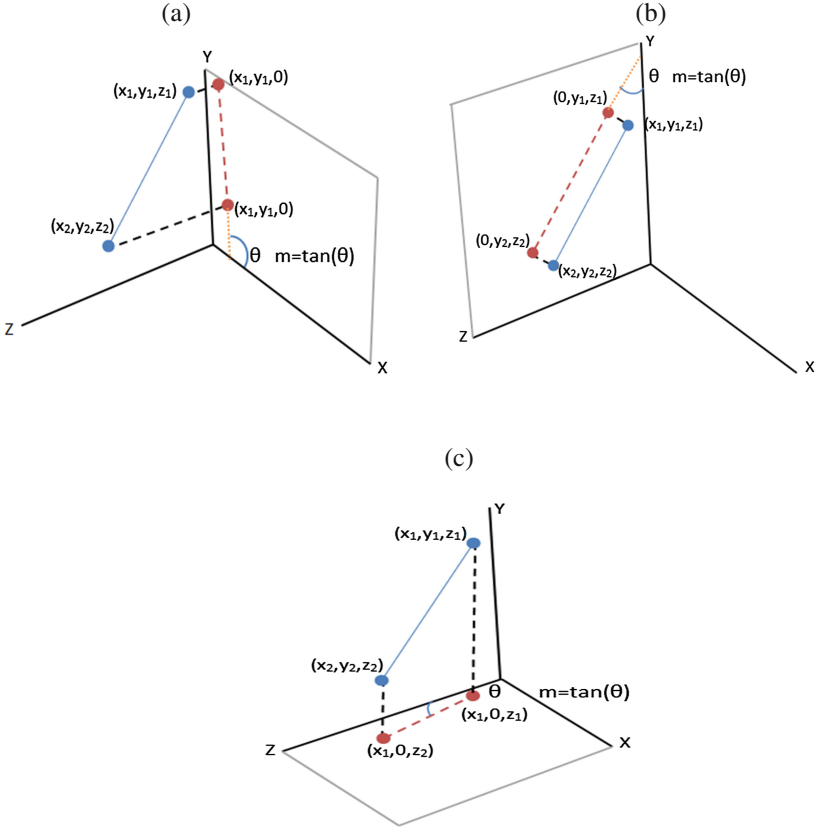 (a)
Y
(x₁,y₁,z₁)
(x₁,y₁,0)
(x₂,y₂,z₂)
(x₁,y₁,0)
θ m=tan(θ)
Z
X
(b)
Y
θ m=tan(θ)
(0,y₁,z₁)
(x₁,y₁,z₁)
(0,y₂,z₂)
(x₂,y₂,z₂)
Z
X
(c)
Y
(x₁,y₁,z₁)
(x₂,y₂,z₂)
θ m=tan(θ)
(x₁,0,z₁)
Z
(x₁,0,z₂)
X